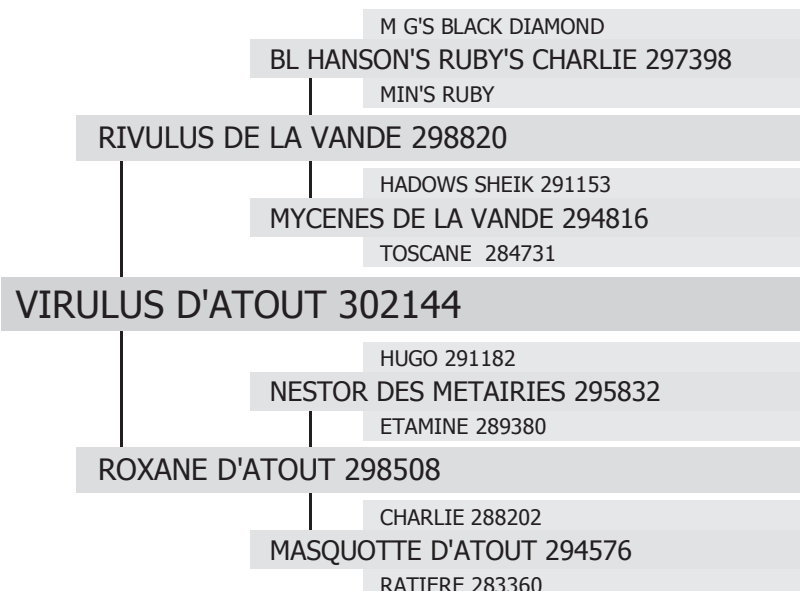 M G'S BLACK DIAMOND
BL HANSON'S RUBY'S CHARLIE 297398
MIN'S RUBY
RIVULUS DE LA VANDE 298820
HADOWS SHEIK 291153
MYCENES DE LA VANDE 294816
TOSCANE 284731
VIRULUS D'ATOUT 302144
HUGO 291182
NESTOR DES METAIRIES 295832
ETAMINE 289380
ROXANE D'ATOUT 298508
CHARLIE 288202
MASQUOTTE D'ATOUT 294576
RATIERE 283360